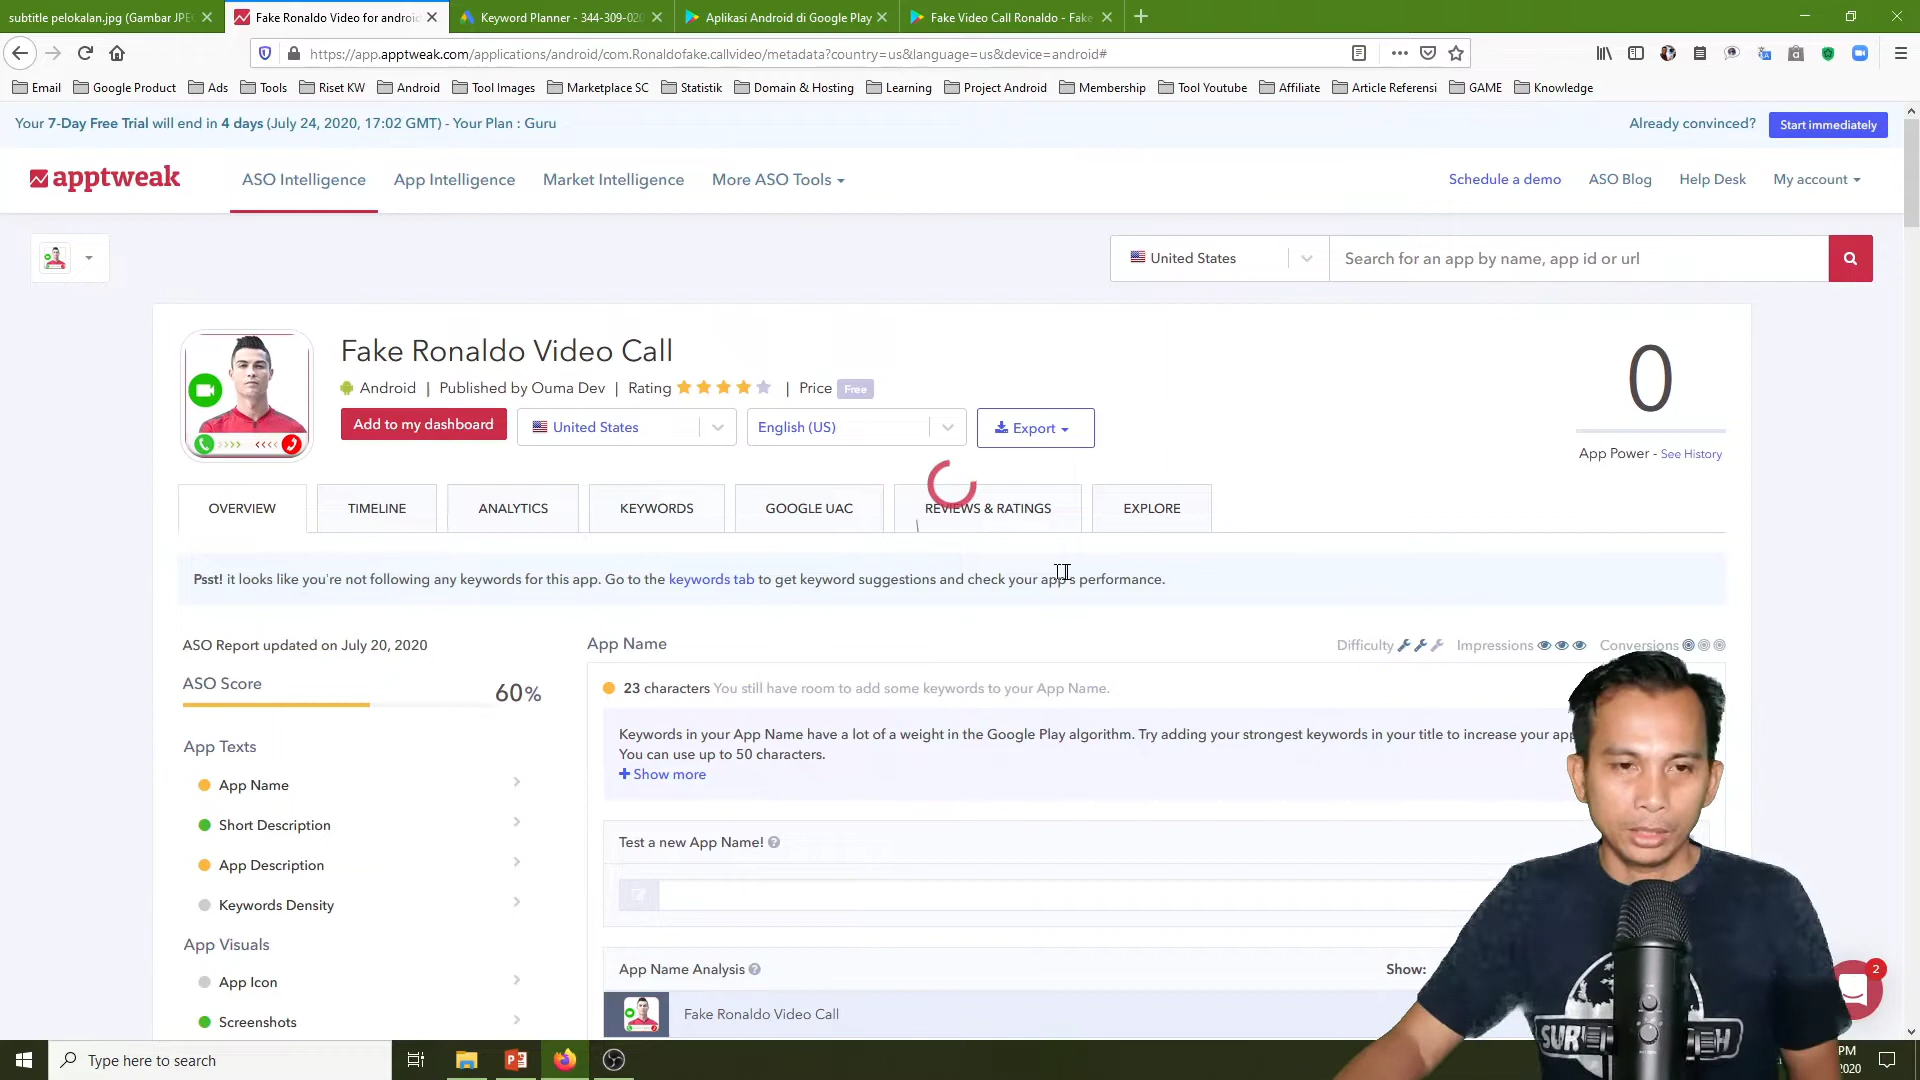 subtitle pelokalan.jpg (Gambar JPE
Fake Ronaldo Video for androi
Keyword Planner - 344-309-020
Aplikasi Android di Google Play
Fake Video Call Ronaldo - Fake
https://app.apptweak.com/applications/android/com.Ronaldofake.callvideo/metadata?country=us&language=us&device=android#
Email Google Product Ads Tools Riset KW Android Tool Images Marketplace SC Statistik Domain & Hosting Learning Project Android Membership Tool Youtube Affiliate Article Referensi GAME Knowledge
Your 7-Day Free Trial will end in 4 days (July 24, 2020, 17:02 GMT) - Your Plan : Guru
Already convinced? Start immediately
apptweak
ASO Intelligence App Intelligence Market Intelligence More ASO Tools
Schedule a demo ASO Blog Help Desk My account
United States
Search for an app by name, app id or url
Fake Ronaldo Video Call
Android | Published by Ouma Dev | Rating | Price Free
Add to my dashboard United States English (US) Export
0
App Power - See History
OVERVIEW TIMELINE ANALYTICS KEYWORDS GOOGLE UAC REVIEWS & RATINGS EXPLORE
Psst! it looks like you're not following any keywords for this app. Go to the keywords tab to get keyword suggestions and check your app's performance.
ASO Report updated on July 20, 2020
ASO Score
60%
App Texts
App Name
Short Description
App Description
Keywords Density
App Visuals
App Icon
Screenshots
App Name
Difficulty Impressions Conversions
23 characters You still have room to add some keywords to your App Name.
Keywords in your App Name have a lot of a weight in the Google Play algorithm. Try adding your strongest keywords in your title to increase your app
You can use up to 50 characters.
Show more
Test a new App Name!
App Name Analysis
Show:
Fake Ronaldo Video Call
2
Type here to search
PM
2020